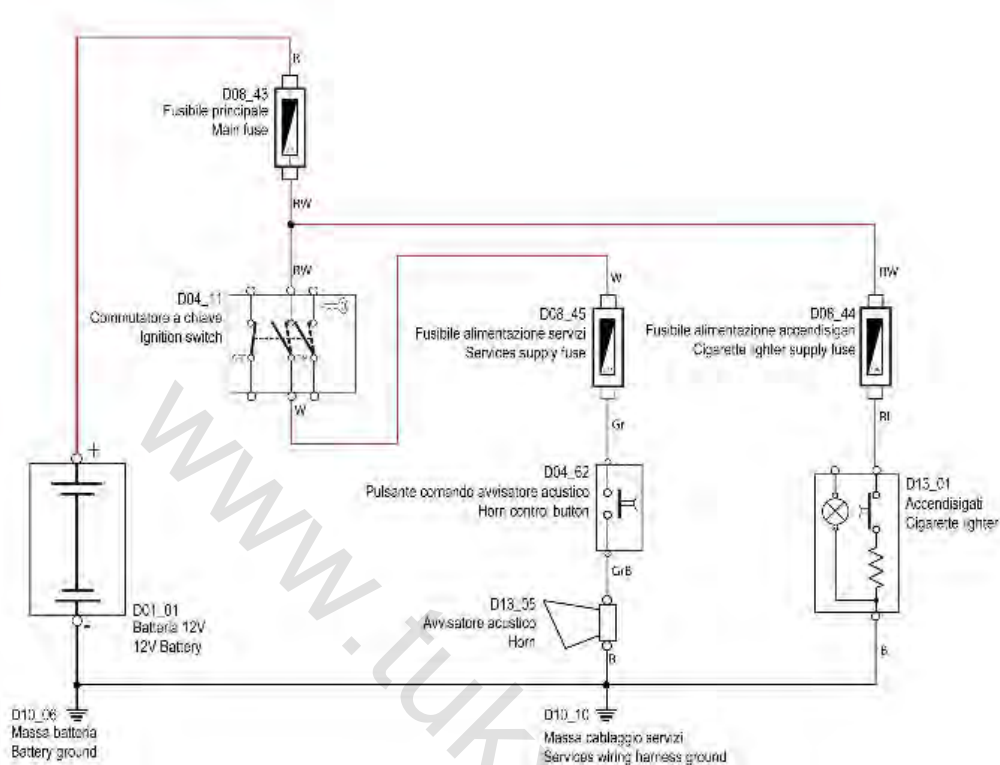 R
D08_43
Fusibile principale
Main fuse
RW
RW
D04_11
Commutatore a chiave
Ignition switch
W
W
D08_45
Fusibile alimentazione servizi
Services supply fuse
RW
D08_44
Fusibile alimentazione accendisigari
Cigarette lighter supply fuse
Gr
Bl
D04_62
Pulsante comando avvisatore acustico
Horn control button
D13_01
Accendisigari
Cigarette lighter
GrB
D13_05
Avvisatore acustico
Horn
B
B
+
-
D01_01
Batteria 12V
12V Battery
D10_06
Massa batteria
Battery ground
D10_10
Massa cablaggio servizi
Services wiring harness ground
www.tuk